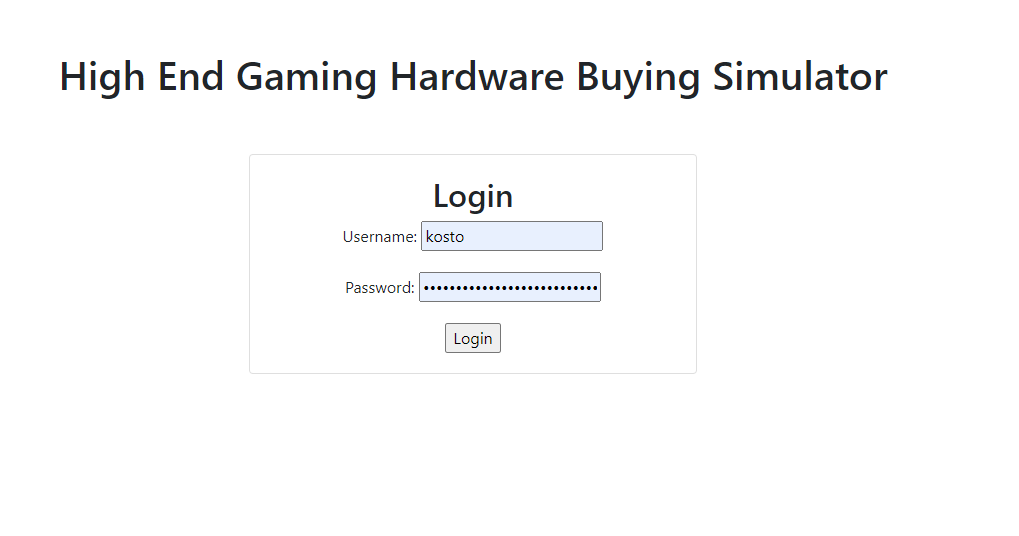 High End Gaming Hardware Buying Simulator
Login
Username: kosto
Password: ••••••••••••••••••••••••••••
Login